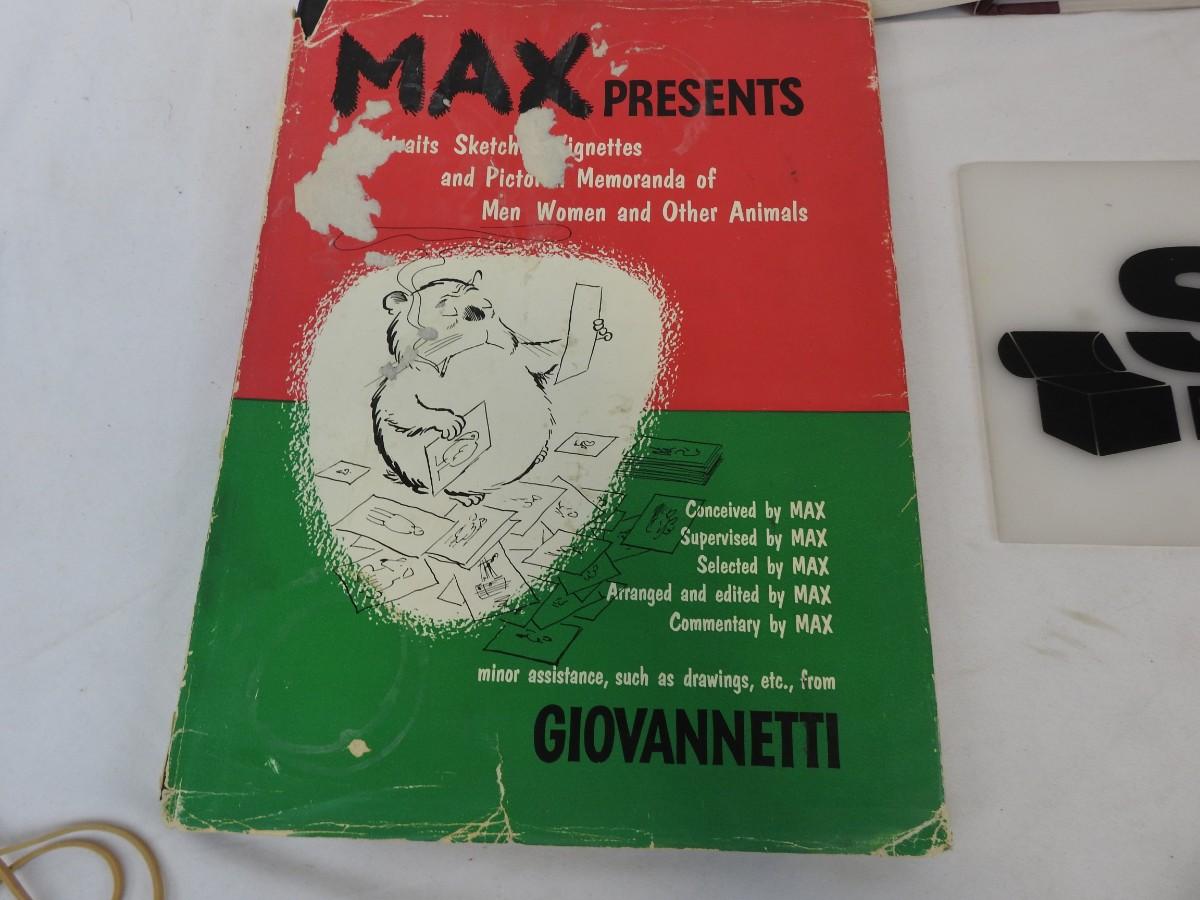 MAX PRESENTS
Sketch
and Memoranda of
Men Women and Other Animals
Conceived by MAX
Supervised by MAX
Selected by MAX
Arranged and edited by MAX
Commentary by MAX
minor assistance, such as drawings, etc., from
GIOVANNETTI
S